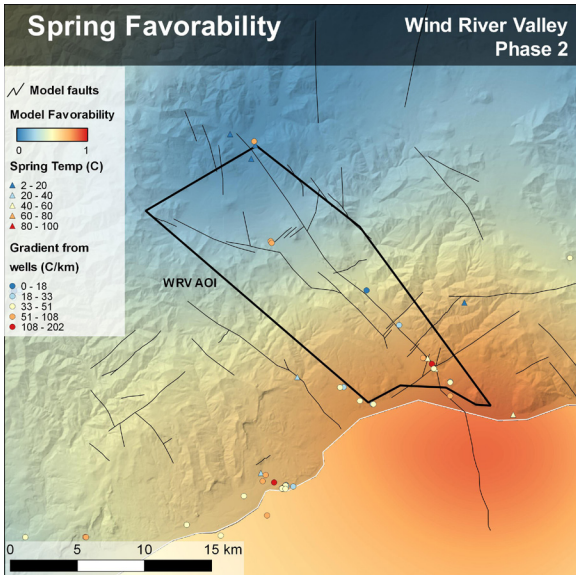 Spring Favorability
Wind River Valley
Phase 2
Model faults
Model Favorability
0 1
Spring Temp (C)
2 - 20
20 - 40
40 - 60
60 - 80
80 - 100
Gradient from
wells (C/km)
0 - 18
18 - 33
33 - 51
51 - 108
108 - 202
WRV AOI
0 5 10 15 km